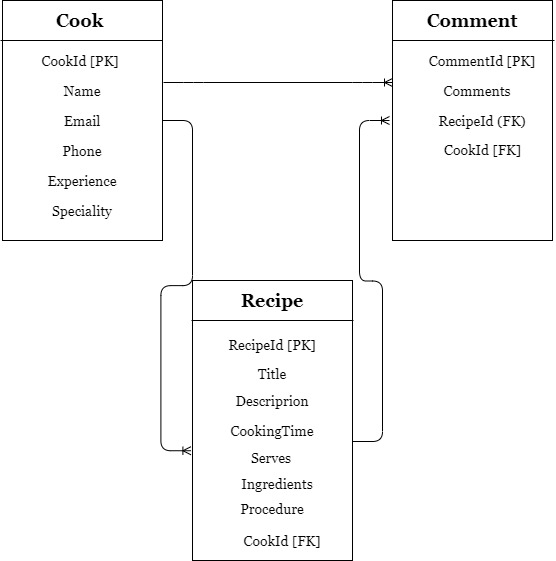 Cook
CookId [PK]
Name
Email
Phone
Experience
Speciality
Comment
CommentId [PK]
Comments
RecipeId (FK)
CookId [FK]
Recipe
RecipeId [PK]
Title
Descriprion
CookingTime
Serves
Ingredients
Procedure
CookId [FK]